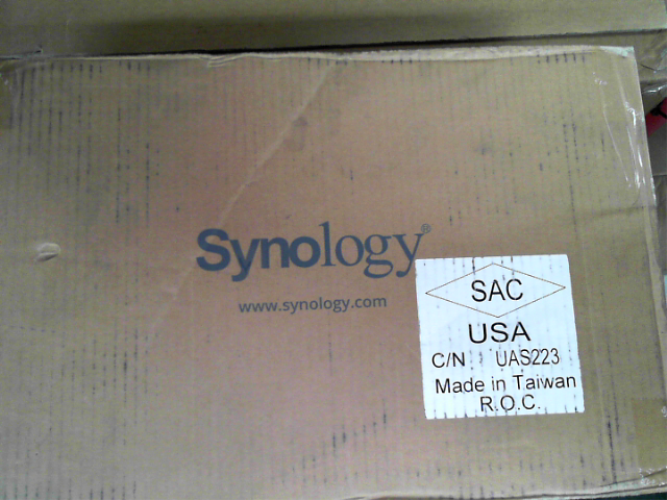 Synology®
www.synology.com
SAC
USA
C/N UAS223
Made in Taiwan
R.O.C.